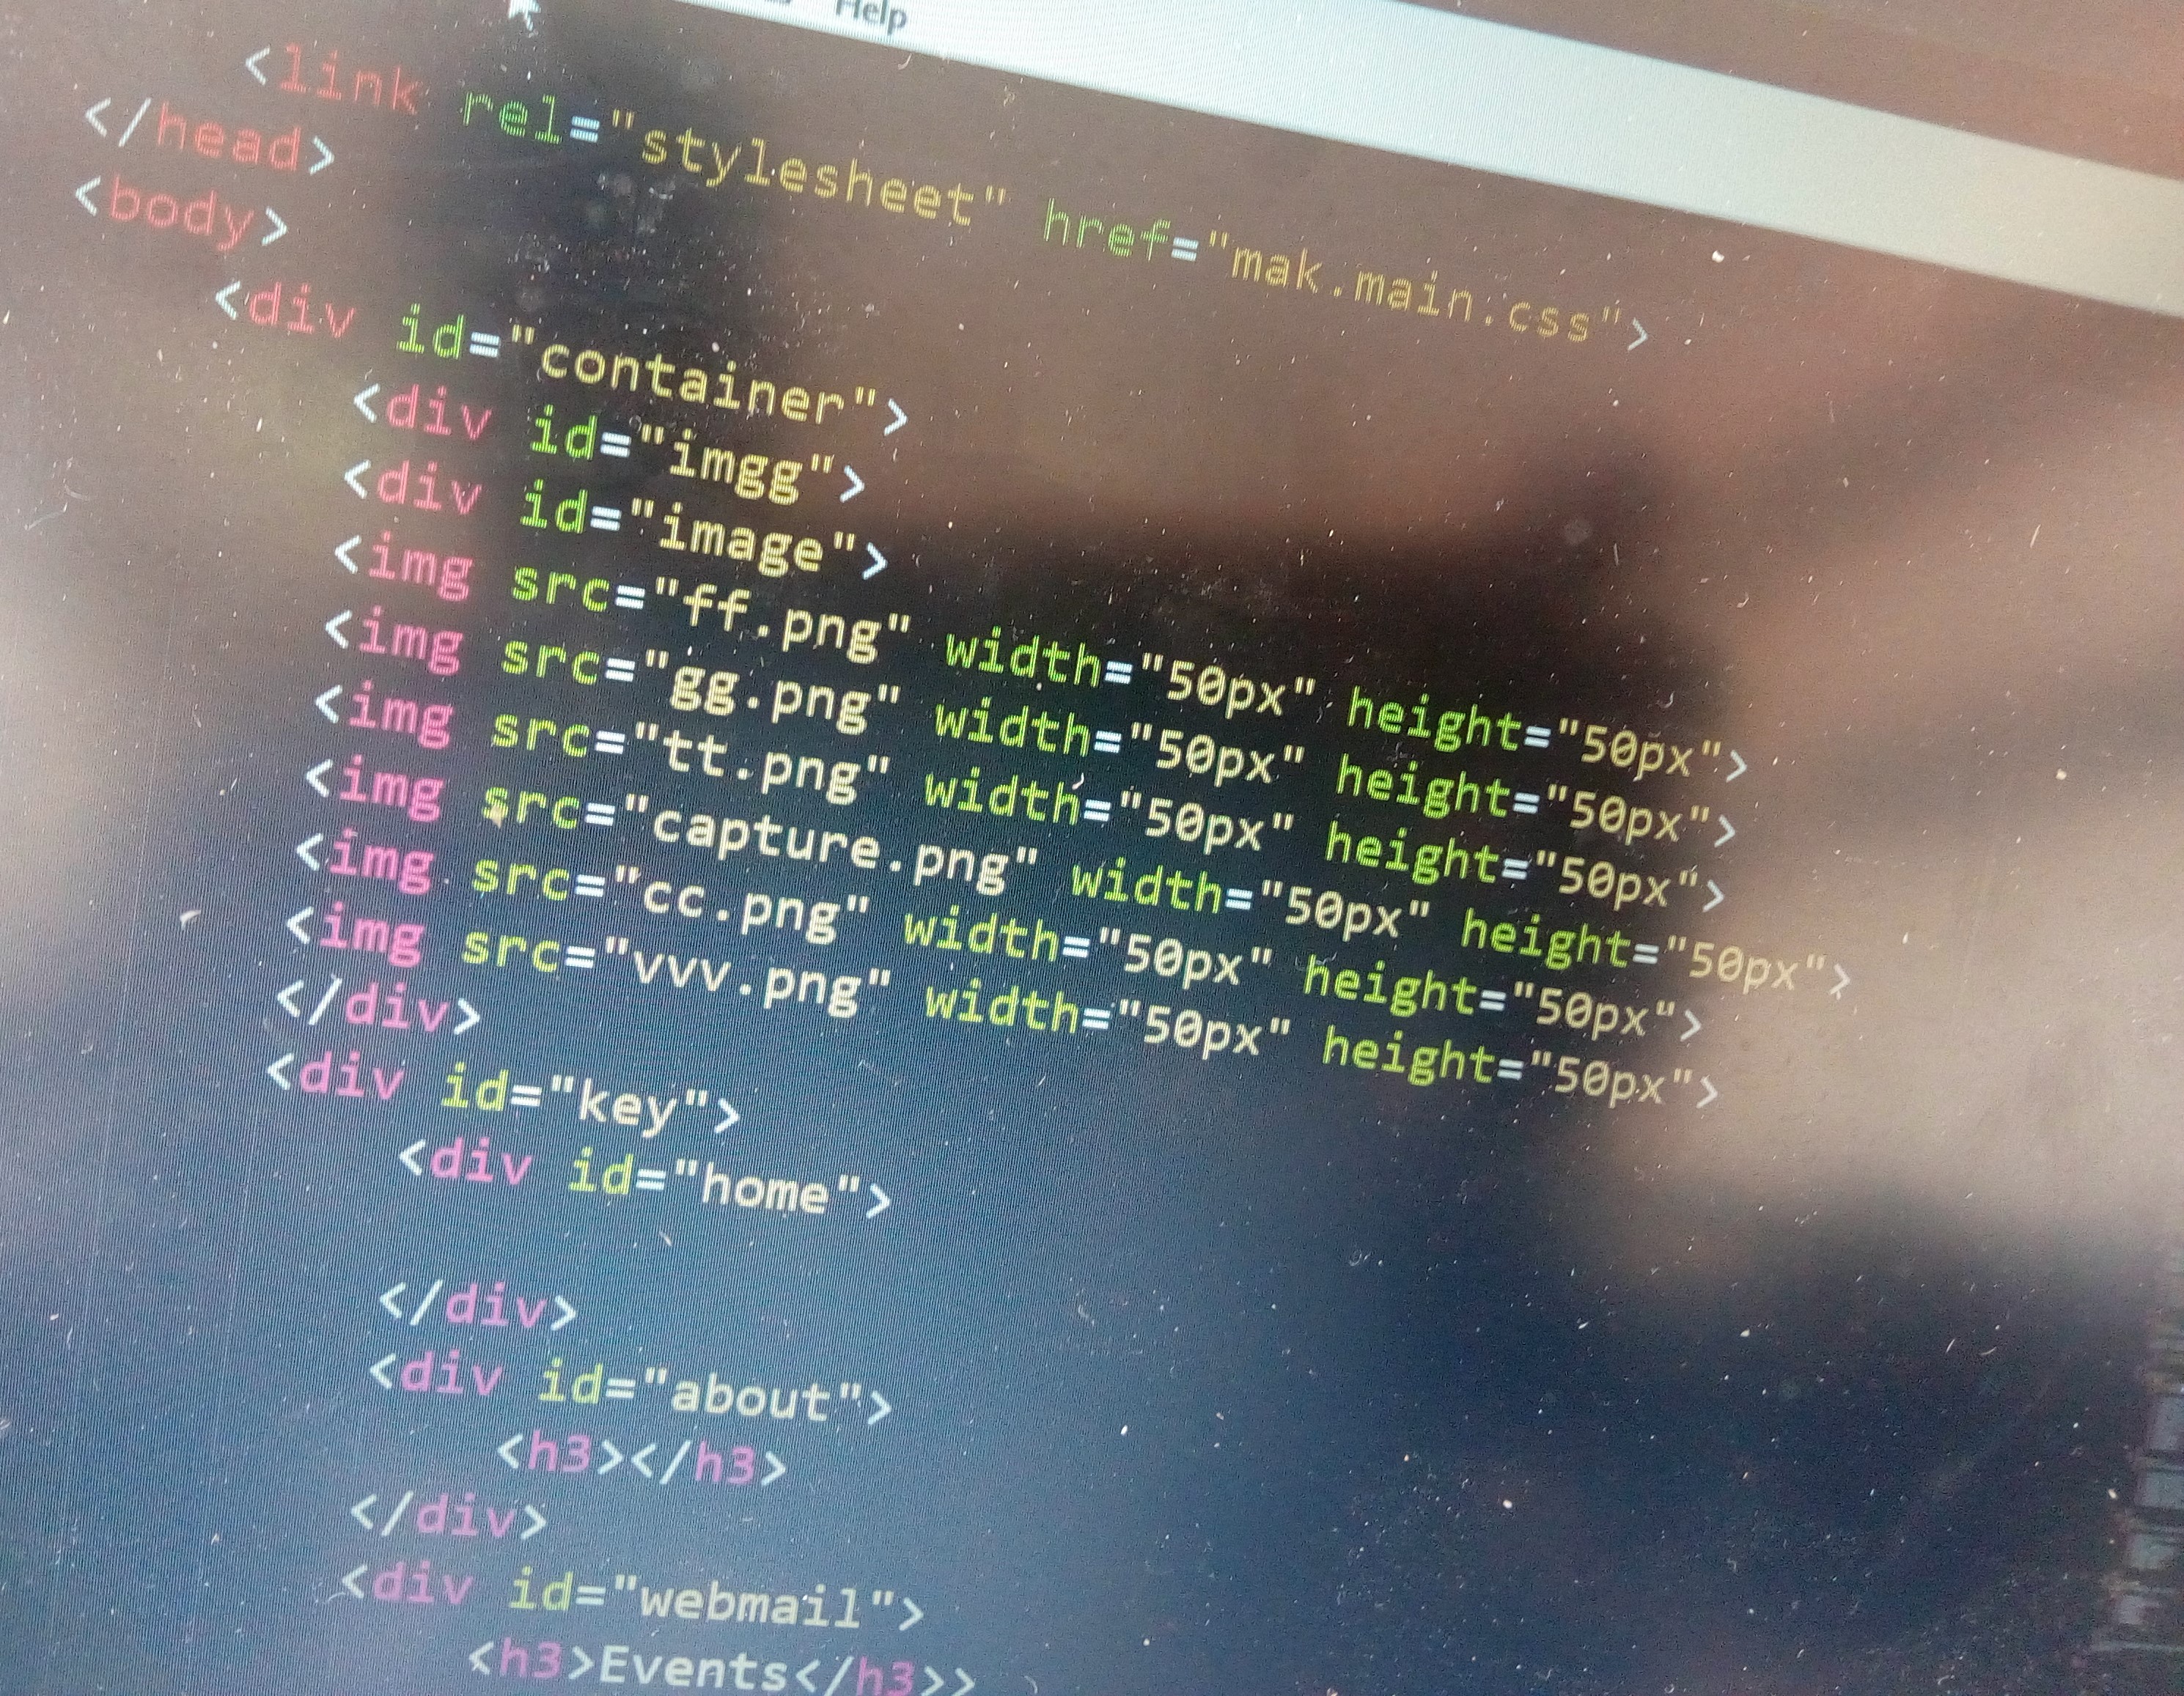 Help
<link rel="stylesheet" href="mak.main.css">
</head>
<body>
<div id="container">
<div id="imgg">
<div id="image">
<img src="ff.png" width="50px" height="50px">
<img src="gg.png" width="50px" height="50px">
<img src="tt.png" width="50px" height="50px">
<img src="capture.png" width="50px" height="50px">
<img src="cc.png" width="50px" height="50px">
<img src="vvv.png" width="50px" height="50px">
</div>
<div id="key">
<div id="home">
</div>
<div id="about">
<h3></h3>
</div>
<div id="webmail">
<h3>Events</h3>>